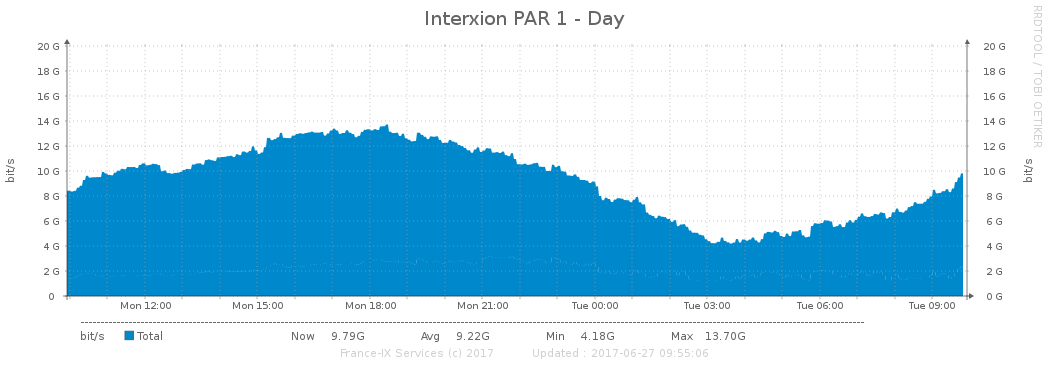 Interxion PAR 1 - Day
RRDTOOL / TOBI OETIKER
bit/s
20 G 20 G
18 G 18 G
16 G 16 G
14 G 14 G
12 G 12 G
10 G 10 G
8 G 8 G
6 G 6 G
4 G 4 G
2 G 2 G
0 0 G
bit/s
Mon 12:00 Mon 15:00 Mon 18:00 Mon 21:00 Tue 00:00 Tue 03:00 Tue 06:00 Tue 09:00
bit/s Total Now 9.79G Avg 9.22G Min 4.18G Max 13.70G
France-IX Services (c) 2017 Updated : 2017-06-27 09:55:06